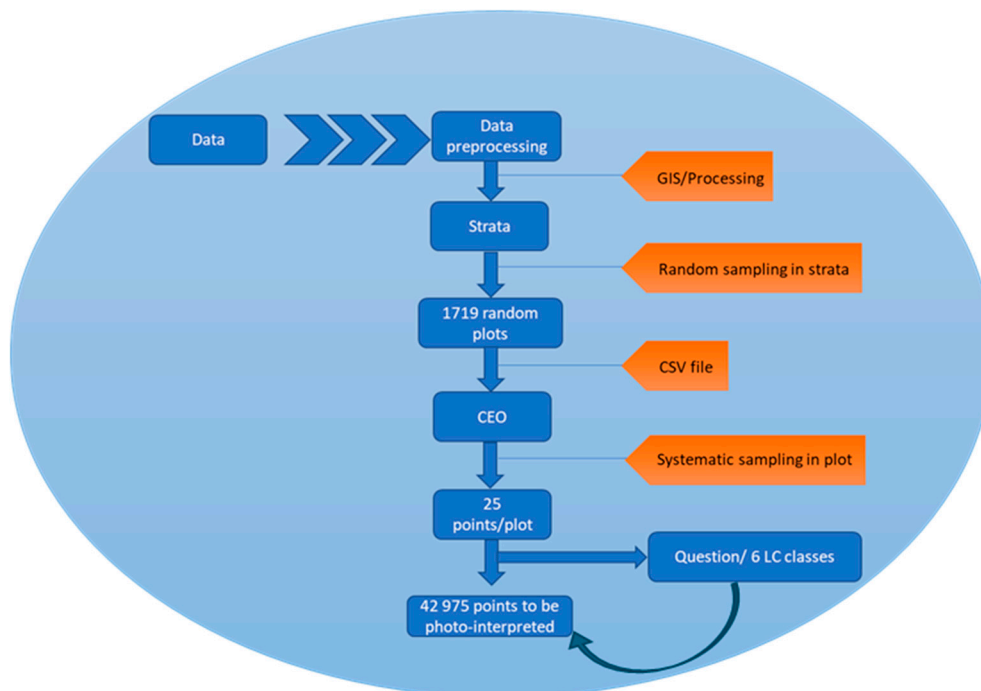 Data
Data
preprocessing
GIS/Processing
Strata
Random sampling in strata
1719 random
plots
CSV file
CEO
Systematic sampling in plot
25
points/plot
Question/ 6 LC classes
42 975 points to be
photo-interpreted